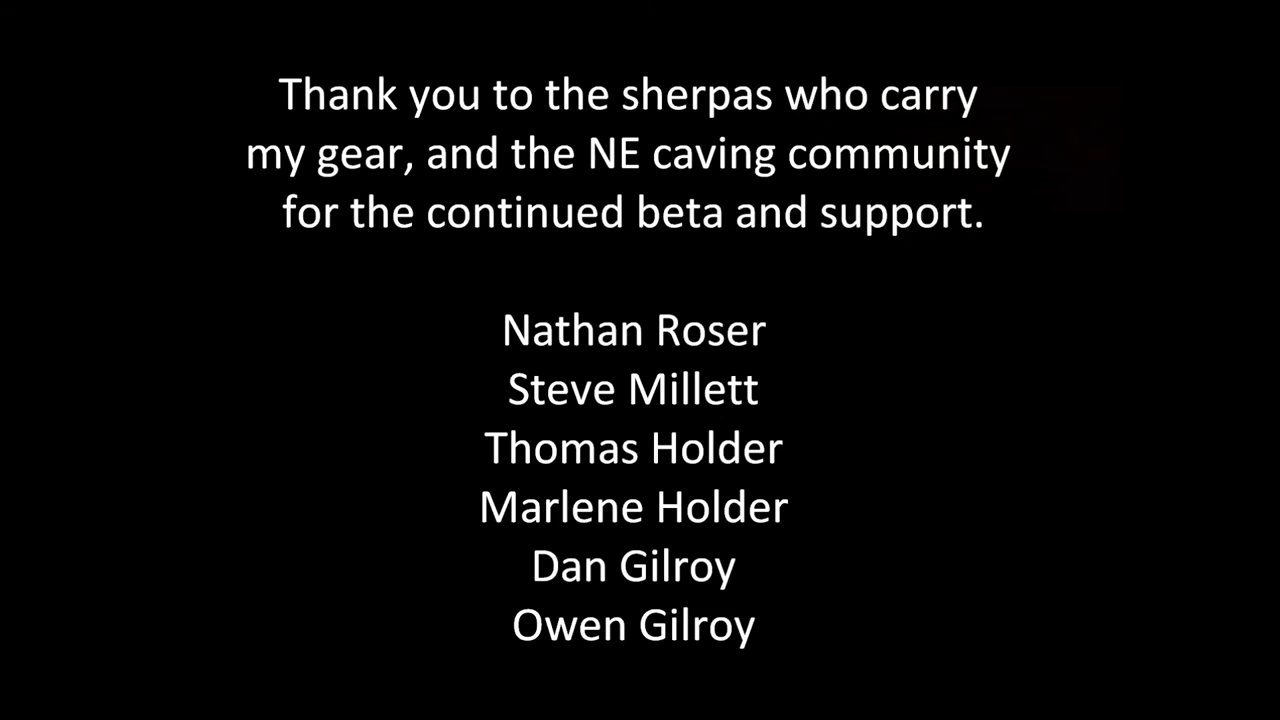 Thank you to the sherpas who carry
my gear, and the NE caving community
for the continued beta and support.
Nathan Roser
Steve Millett
Thomas Holder
Marlene Holder
Dan Gilroy
Owen Gilroy